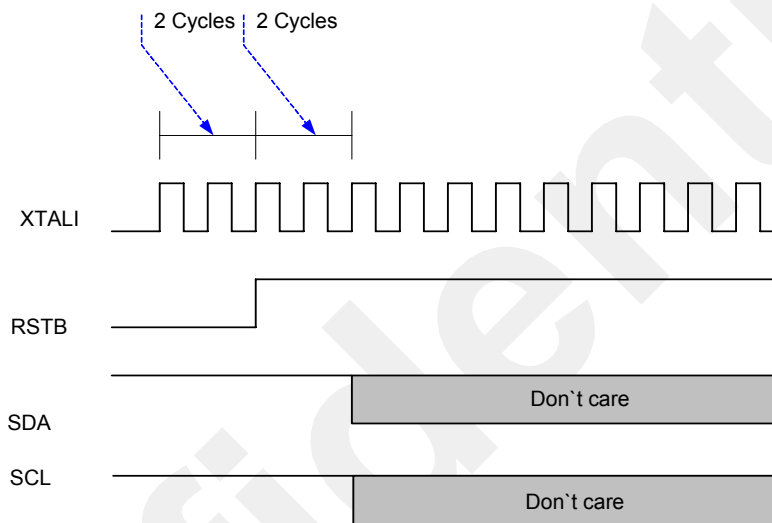 2 Cycles 2 Cycles
XTALI
RSTB
Don`t care
SDA
SCL
Don`t care